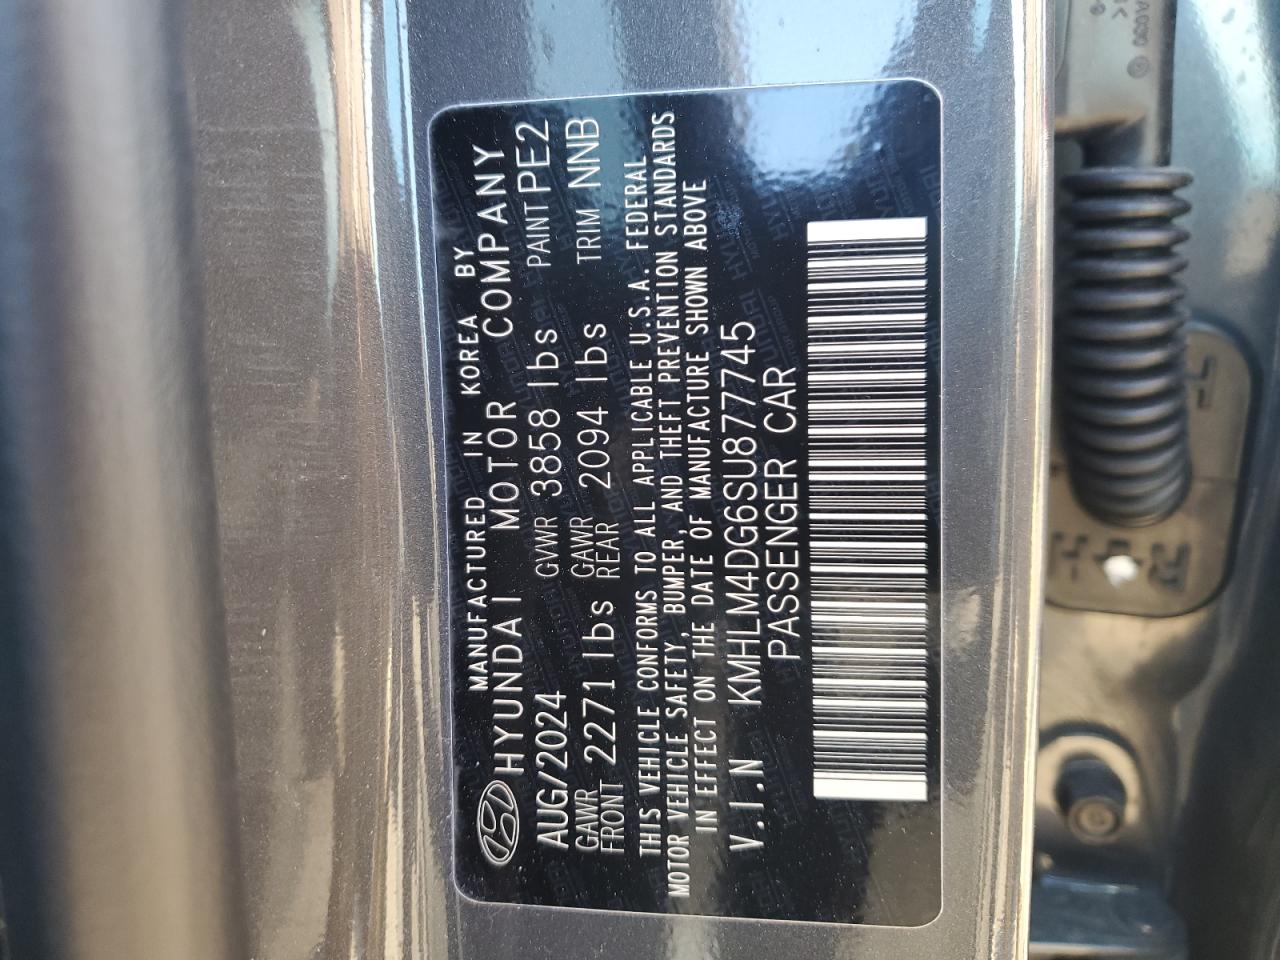 MANUFACTURED IN KOREA BY
HYUNDAI MOTOR COMPANY
AUG/2024 GVWR 3858 lbs PAINT PE2
GAWR FRONT 2271 lbs GAWR REAR 2094 lbs TRIM NNB
THIS VEHICLE CONFORMS TO ALL APPLICABLE U.S.A. FEDERAL
MOTOR VEHICLE SAFETY, BUMPER, AND THEFT PREVENTION STANDARDS
IN EFFECT ON THE DATE OF MANUFACTURE SHOWN ABOVE
V.I.N KMHLM4DG6SU877745
PASSENGER CAR